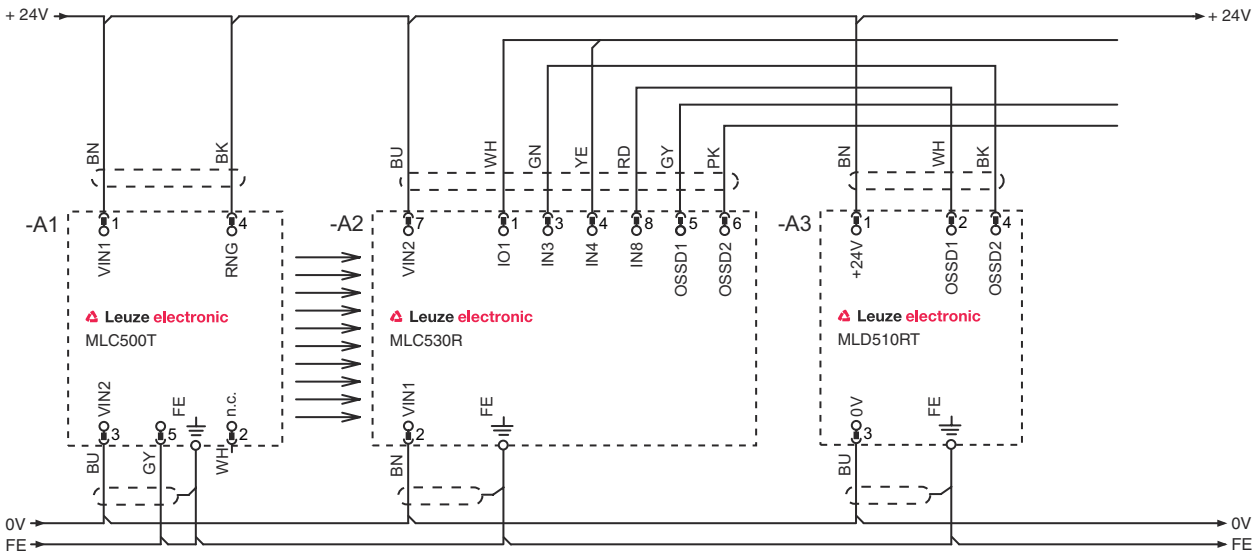 + 24V
+ 24V
BN
BK
BU
WH
GN
YE
RD
GY
PK
BN
WH
BK
-A1
1
4
-A2
7
1
3
4
8
5
6
-A3
1
2
4
VIN1
RNG
VIN2
IO1
IN3
IN4
IN8
OSSD1
OSSD2
+24V
OSSD1
OSSD2
Leuze electronic
MLC500T
Leuze electronic
MLC530R
Leuze electronic
MLD510RT
VIN2
FE
n.c.
VIN1
FE
0V
FE
3
5
2
2
3
BU
GY
WH
BN
BU
0V
0V
FE
FE